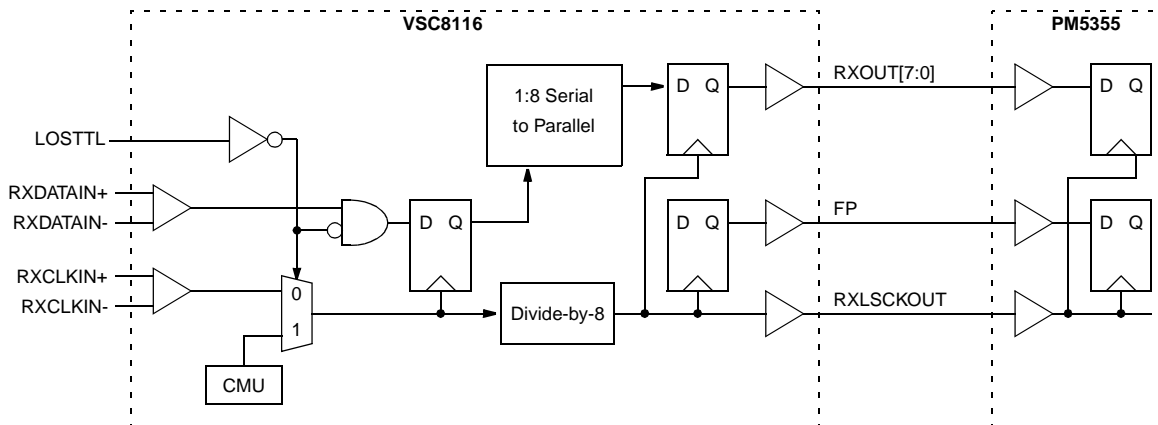 VSC8116
PM5355
RXOUT[7:0]
1:8 Serial
to Parallel
D Q
D Q
LOSTTL
RXDATAIN+
RXDATAIN-
D Q
D Q
FP
D Q
RXCLKIN+
RXCLKIN-
0
1
Divide-by-8
RXLSCKOUT
CMU